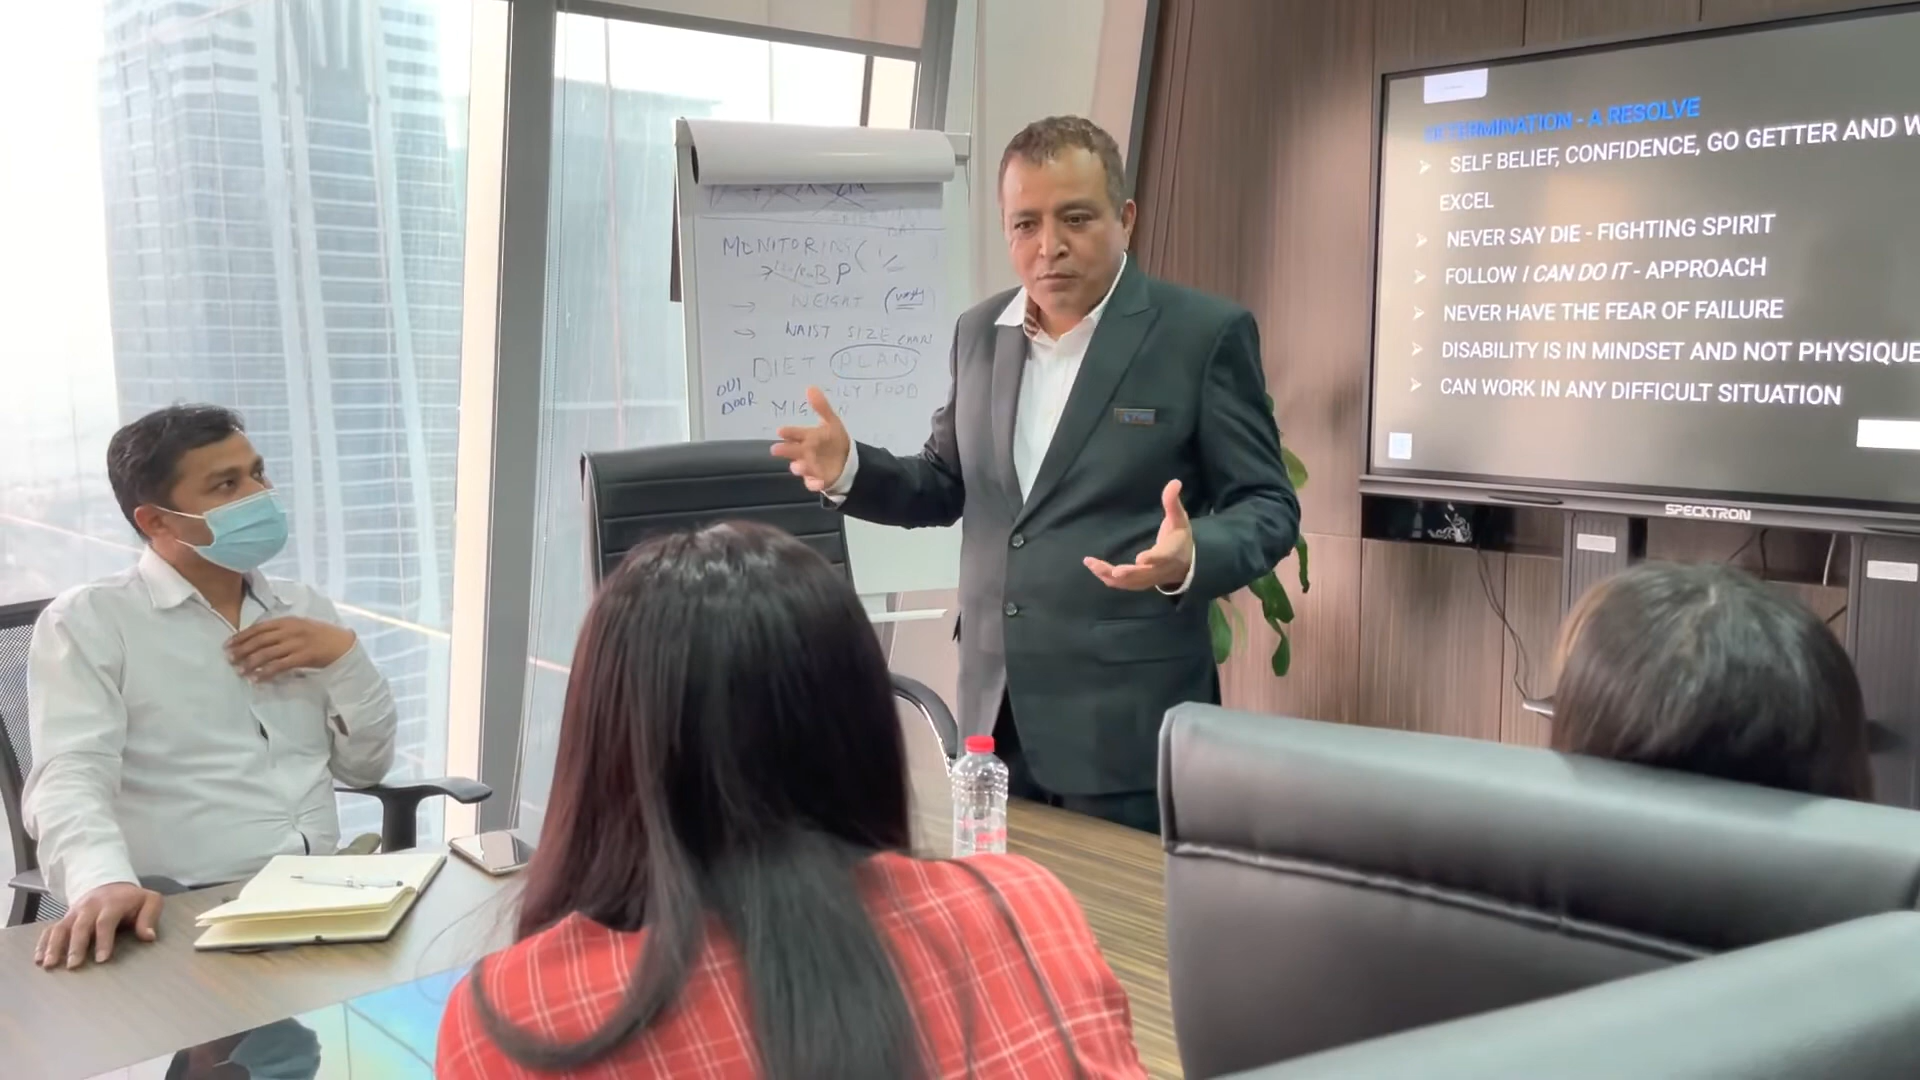 MONITORING (
BP
WEIGHT
WAIST SIZE
DIET PLAN
OUT
DOOR
FOOD
DETERMINATION - A RESOLVE
SELF BELIEF, CONFIDENCE, GO GETTER AND W
EXCEL
NEVER SAY DIE - FIGHTING SPIRIT
FOLLOW I CAN DO IT - APPROACH
NEVER HAVE THE FEAR OF FAILURE
DISABILITY IS IN MINDSET AND NOT PHYSIQUE
CAN WORK IN ANY DIFFICULT SITUATION
SPECKTRON